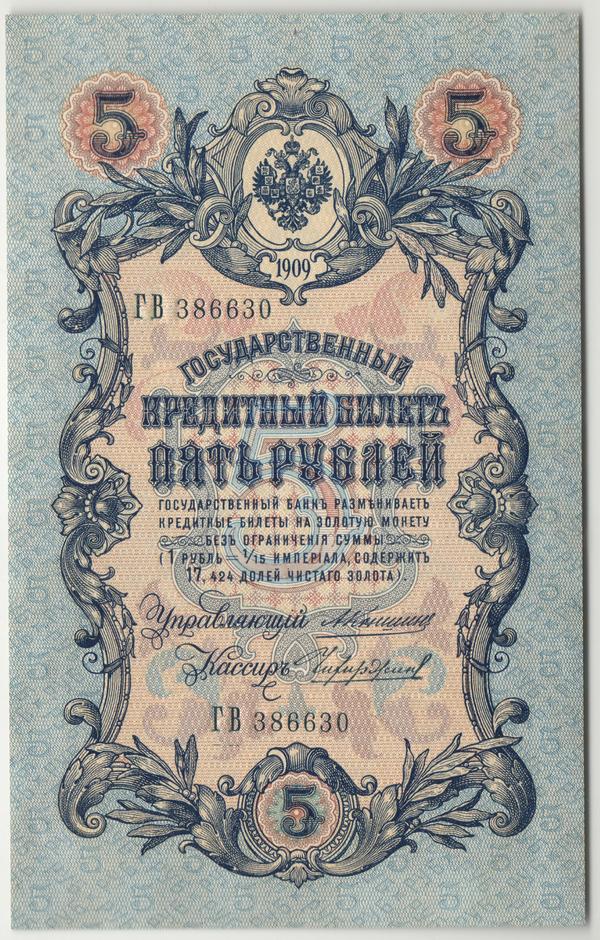 5 5
1909
ГВ 386630
ГОСУДАРСТВЕННЫЙ
КРЕДИТНЫЙ БИЛЕТЪ
ПЯТЬ РУБЛЕЙ
ГОСУДАРСТВЕННЫЙ БАНКЪ РАЗМѢНИВАЕТЪ
КРЕДИТНЫЕ БИЛЕТЫ НА ЗОЛОТУЮ МОНЕТУ
БЕЗЪ ОГРАНИЧЕНІЯ СУММЫ
(1 РУБЛЬ = 1/15 ИМПЕРІАЛА, СОДЕРЖИТЪ
17,424 ДОЛЕЙ ЧИСТАГО ЗОЛОТА).
Управляющій
Кассиръ
ГВ 386630
5